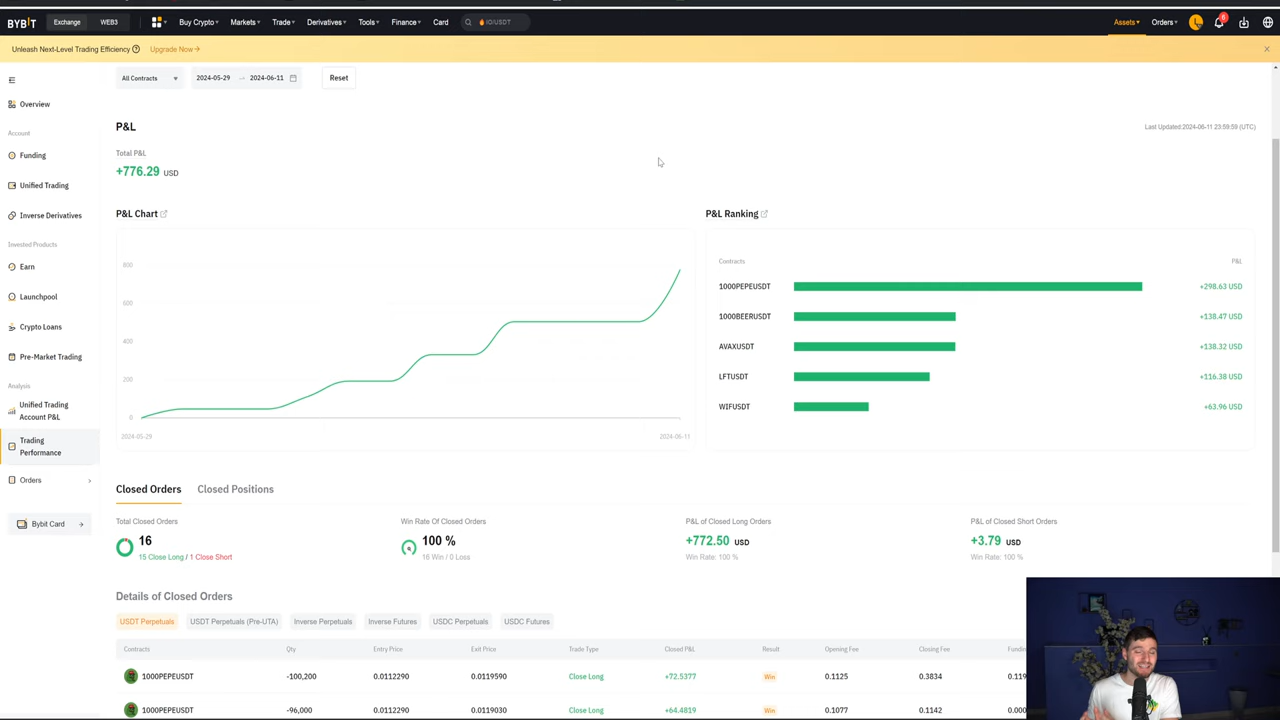 BYBIT Exchange WEB3 Buy Crypto Markets Trade Derivatives Tools Finance Card IO/USDT Assets Orders 6
Unleash Next-Level Trading Efficiency Upgrade Now
All Contracts 2024-05-29 2024-06-11 Reset
Overview
Account
Funding
Unified Trading
Inverse Derivatives
Invested Products
Earn
Launchpool
Crypto Loans
Pre-Market Trading
Analysis
Unified Trading
Account P&L
Trading
Performance
Orders
Bybit Card
P&L
Last Updated:2024-06-11 23:59:59 (UTC)
Total P&L
+776.29 USD
P&L Chart
800
600
400
200
0
2024-05-29 2024-06-11
P&L Ranking
Contracts P&L
1000PEPEUSDT +298.63 USD
1000BEERUSDT +138.47 USD
AVAXUSDT +138.32 USD
LFTUSDT +116.38 USD
WIFUSDT +63.96 USD
Closed Orders Closed Positions
Total Closed Orders Win Rate Of Closed Orders P&L of Closed Long Orders P&L of Closed Short Orders
16 100 % +772.50 USD +3.79 USD
15 Close Long / 1 Close Short 16 Win / 0 Loss Win Rate: 100 % Win Rate: 100 %
Details of Closed Orders
USDT Perpetuals USDT Perpetuals (Pre-UTA) Inverse Perpetuals Inverse Futures USDC Perpetuals USDC Futures
Contracts Qty Entry Price Exit Price Trade Type Closed P&L Result Opening Fee Closing Fee
1000PEPEUSDT -100,200 0.0112290 0.0119590 Close Long +72.5377 Win 0.1125 0.3834
1000PEPEUSDT -96,000 0.0112290 0.0119030 Close Long +64.4819 Win 0.1077 0.1142